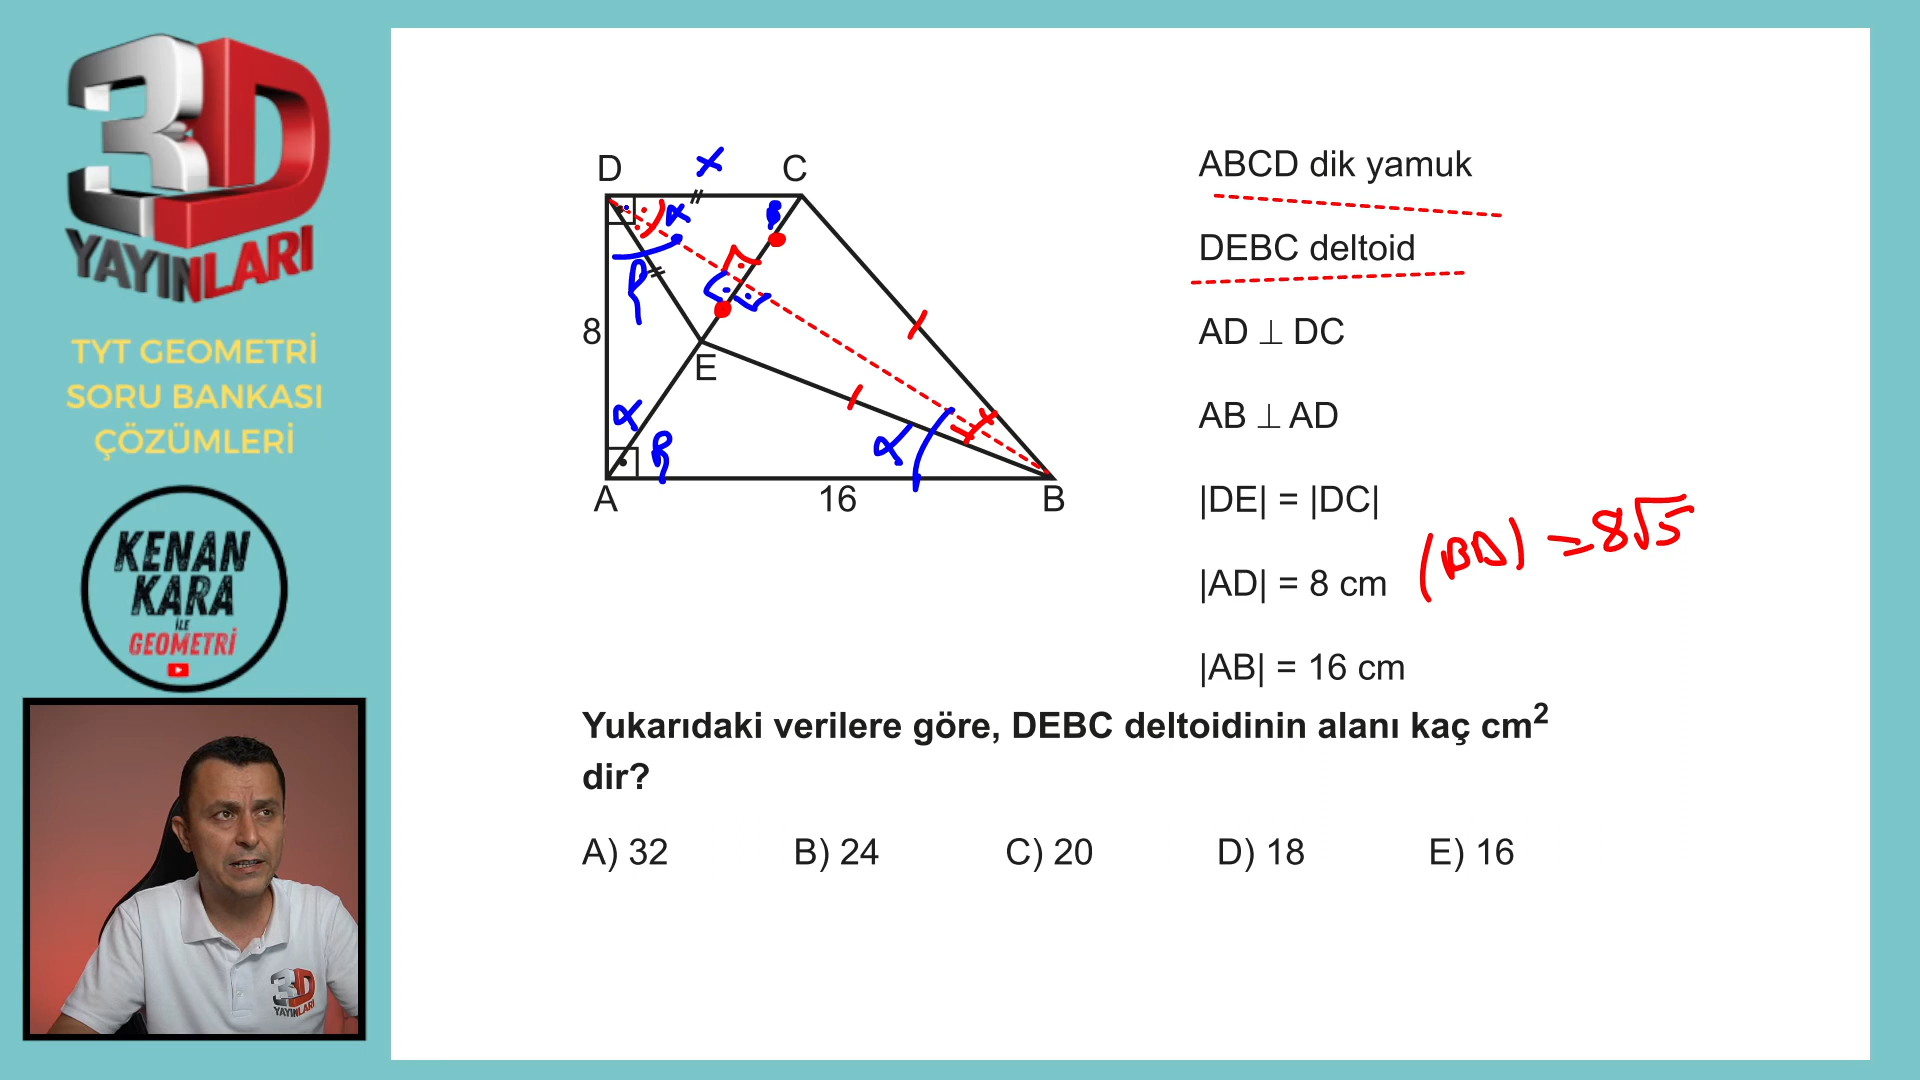 3D
YAYINLARI
TYT GEOMETRİ
SORU BANKASI
ÇÖZÜMLERİ
KENAN
KARA
İLE
GEOMETRİ
3D
YAYINLARI
D x C
α β
β
8
E
α β α
A 16 B
ABCD dik yamuk
DEBC deltoid
AD ⊥ DC
AB ⊥ AD
|DE| = |DC|
|AD| = 8 cm
|BD| = 8√5
|AB| = 16 cm
Yukarıdaki verilere göre, DEBC deltoidinin alanı kaç cm²
dir?
A) 32 B) 24 C) 20 D) 18 E) 16